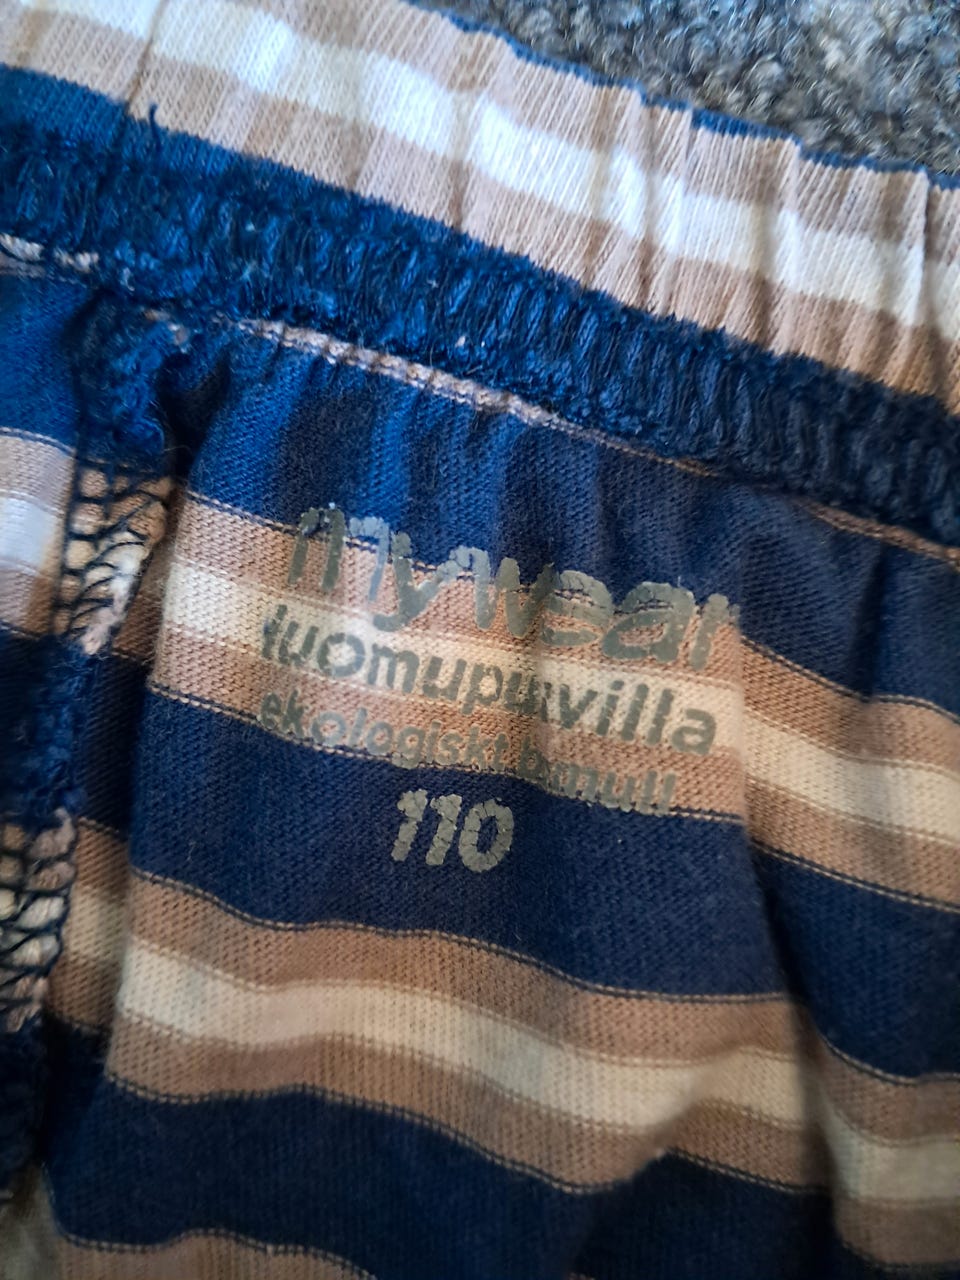 mywear
luomupuuvilla
ekologiskt bomull
110